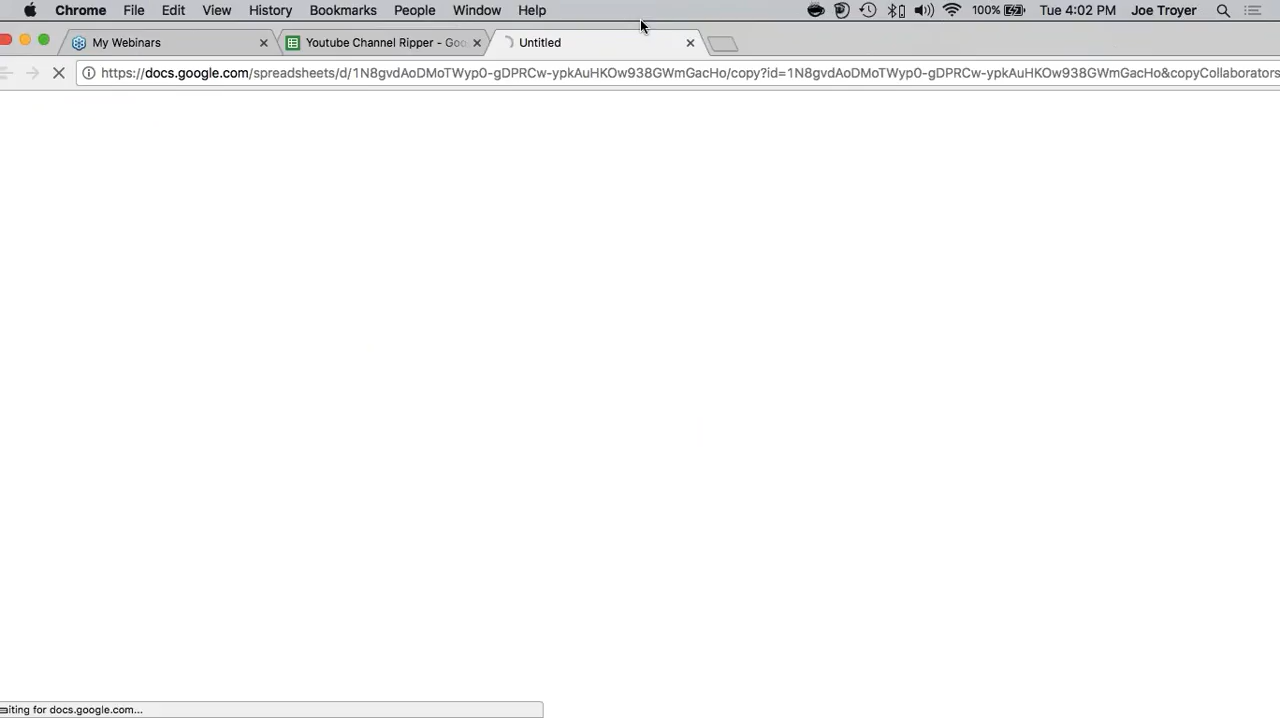 Chrome File Edit View History Bookmarks People Window Help 100% Tue 4:02 PM Joe Troyer
My Webinars Youtube Channel Ripper - Goo Untitled
https://docs.google.com/spreadsheets/d/1N8gvdAoDMoTWyp0-gDPRCw-ypkAuHKOw938GWmGacHo/copy?id=1N8gvdAoDMoTWyp0-gDPRCw-ypkAuHKOw938GWmGacHo&copyCollaborators
aiting for docs.google.com...